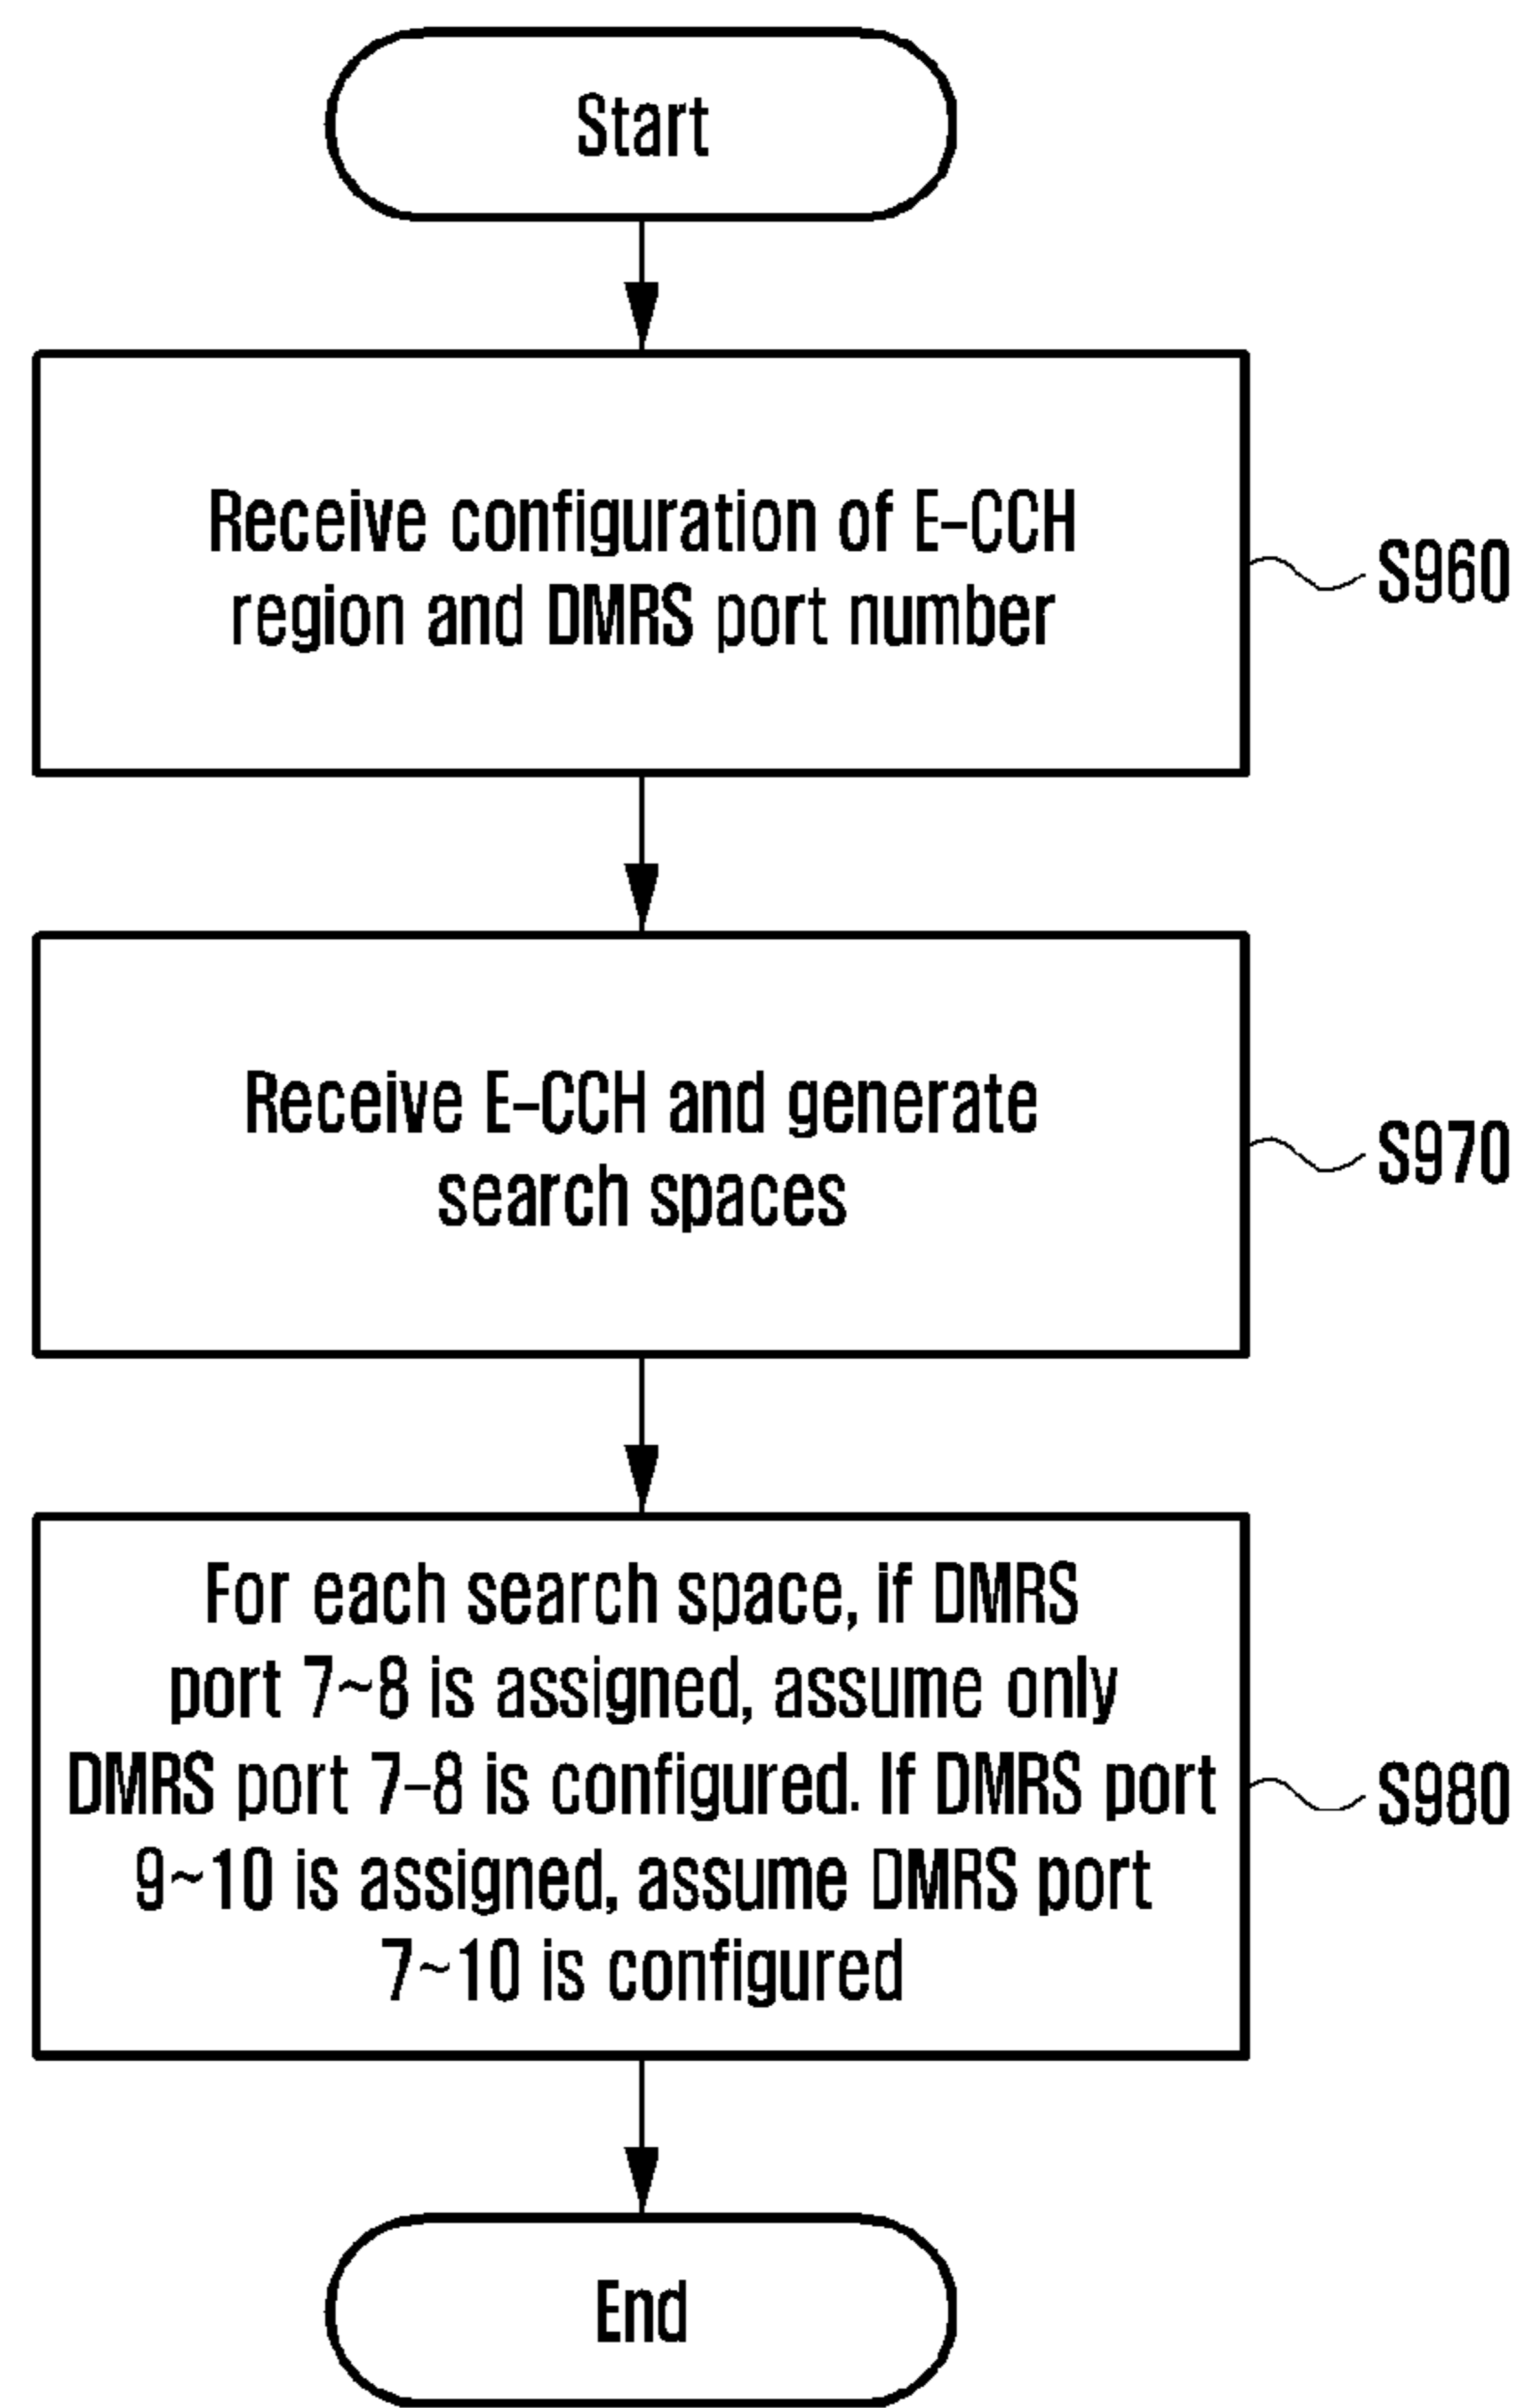 Start
Receive configuration of E-CCH
region and DMRS port number
S960
Receive E-CCH and generate
search spaces
S970
For each search space, if DMRS
port 7~8 is assigned, assume only
DMRS port 7-8 is configured. If DMRS port
9~10 is assigned, assume DMRS port
7~10 is configured
S980
End